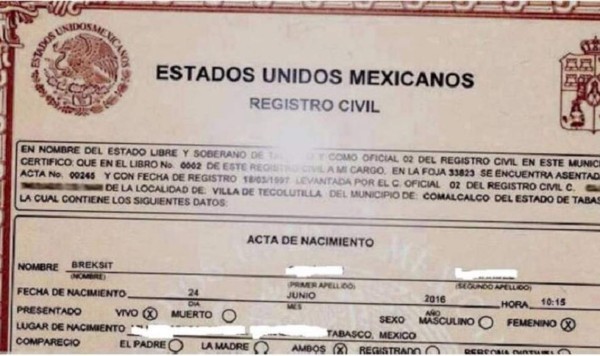 ESTADOS UNIDOS MEXICANOS
ESTADOS UNIDOS MEXICANOS
REGISTRO CIVIL
EN NOMBRE DEL ESTADO LIBRE Y SOBERANO DE Y COMO OFICIAL 02 DEL REGISTRO CIVIL EN ESTE MUNIC
CERTIFICO: QUE EN EL LIBRO No. 0002 DE ESTE REGISTRO CIVIL A MI CARGO, EN LA FOJA 33823 SE ENCUENTRA ASENTAD
ACTA No. 00245 Y CON FECHA DE REGISTRO 18/03/1997 LEVANTADA POR EL C. OFICIAL 02 DEL REGISTRO CIVIL C.
DE LA LOCALIDAD DE: VILLA DE TECOLUTILLA. DEL MUNICIPIO DE: COMALCALCO DEL ESTADO DE TABAS
LA CUAL CONTIENE LOS SIGUIENTES DATOS:
ACTA DE NACIMIENTO
NOMBRE BREKSIT
(NOMBRE) (PRIMER APELLIDO) (SEGUNDO APELLIDO)
FECHA DE NACIMIENTO: 24 JUNIO 2016 HORA 10:15
DIA MES AÑO
PRESENTADO VIVO X MUERTO SEXO MASCULINO FEMENINO X
LUGAR DE NACIMIENTO TABASCO, MEXICO
COMPARECIO EL PADRE LA MADRE AMBOS X REGISTRADO PERSONA DISTINTA